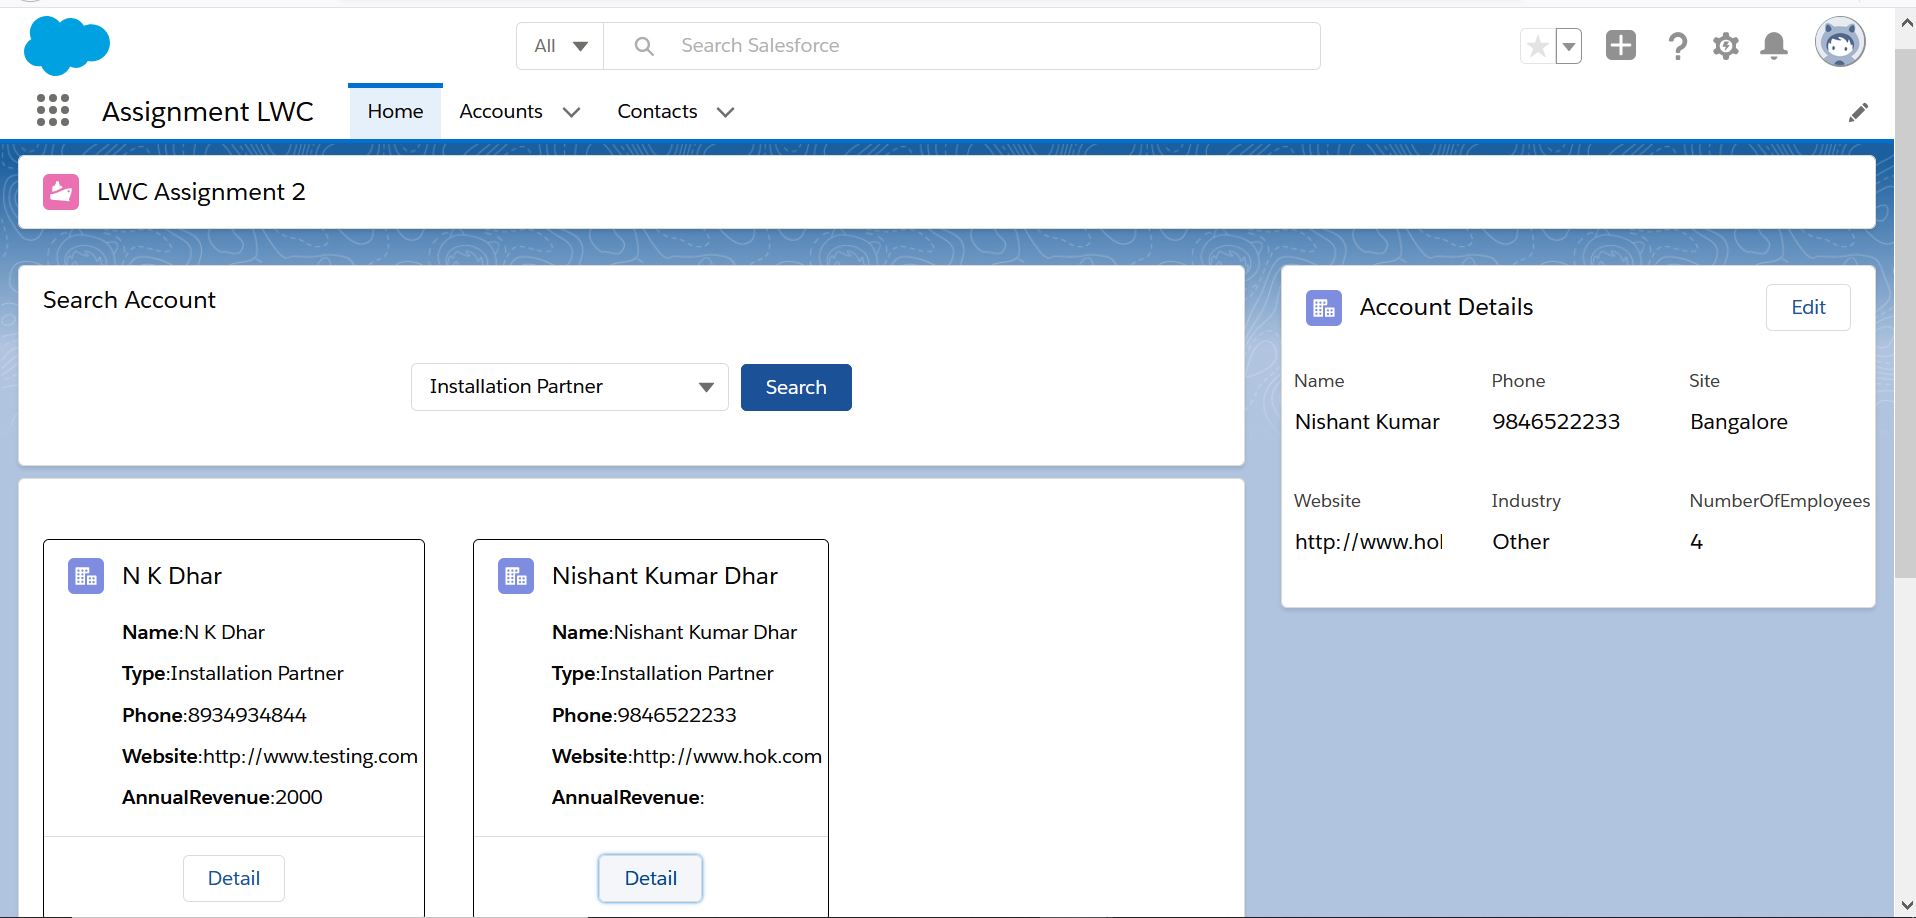 All
Search Salesforce
Assignment LWC
Home
Accounts
Contacts
LWC Assignment 2
Search Account
Installation Partner
Search
N K Dhar
Name:N K Dhar
Type:Installation Partner
Phone:8934934844
Website:http://www.testing.com
AnnualRevenue:2000
Detail
Nishant Kumar Dhar
Name:Nishant Kumar Dhar
Type:Installation Partner
Phone:9846522233
Website:http://www.hok.com
AnnualRevenue:
Detail
Account Details
Edit
Name Phone Site
Nishant Kumar 9846522233 Bangalore
Website Industry NumberOfEmployees
http://www.hok Other 4